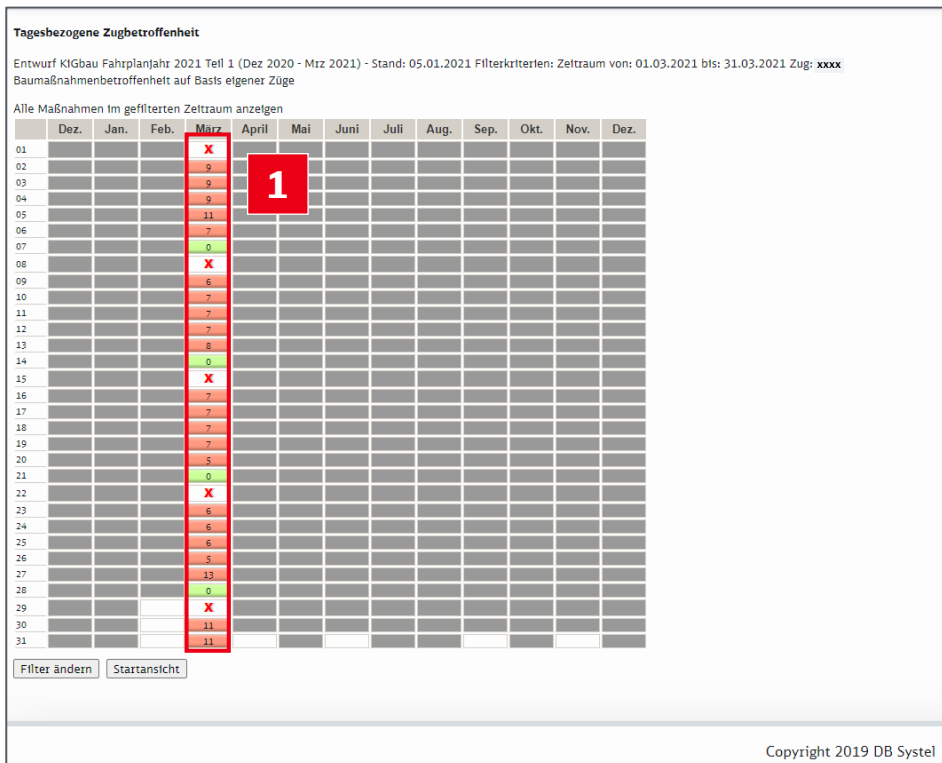 Tagesbezogene Zugbetroffenheit
Entwurf KIGbau Fahrplanjahr 2021 Teil 1 (Dez 2020 - Mrz 2021) - Stand: 05.01.2021 Filterkriterien: Zeitraum von: 01.03.2021 bis: 31.03.2021 Zug: xxxx
Baumaßnahmenbetroffenheit auf Basis eigener Züge
Alle Maßnahmen im gefilterten Zeitraum anzeigen
Dez. Jan. Feb. März April Mai Juni Juli Aug. Sep. Okt. Nov. Dez.
01 X
02 9
03 9
1
04 9
05 11
06 7
07 0
08 X
09 6
10 7
11 7
12 7
13 8
14 0
15 X
16 7
17 7
18 7
19 7
20 5
21 0
22 X
23 6
24 6
25 6
26 5
27 13
28 0
29 X
30 11
31 11
Filter ändern Startansicht
Copyright 2019 DB Systel